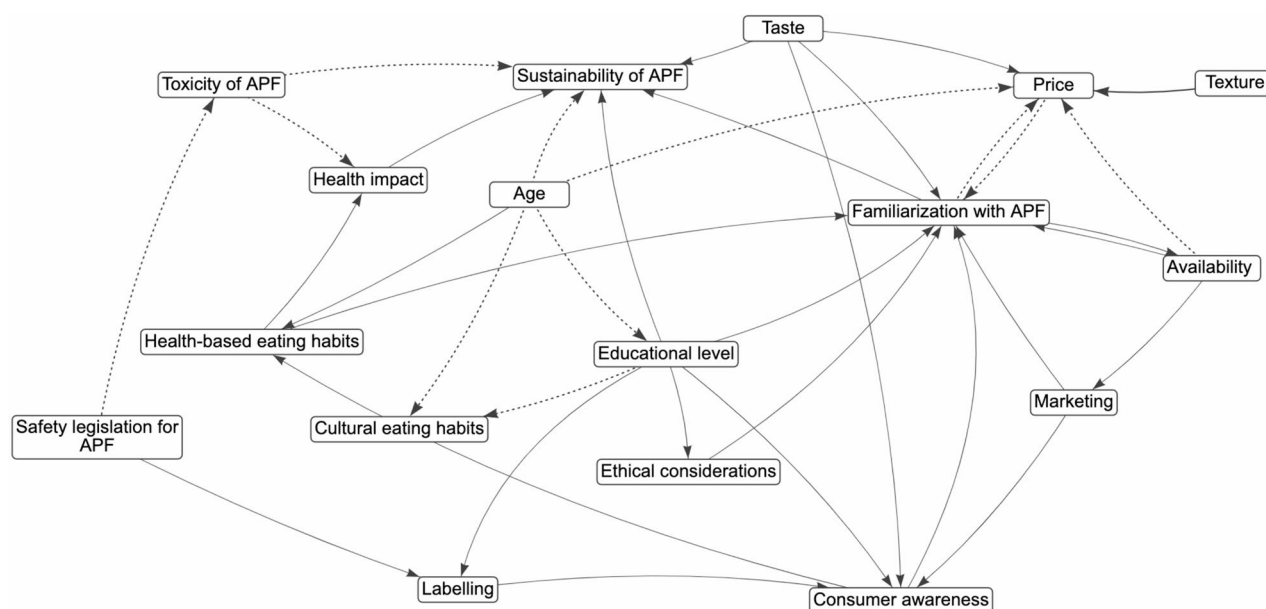 Taste
Toxicity of APF
Sustainability of APF
Price
Texture
Health impact
Age
Familiarization with APF
Availability
Health-based eating habits
Educational level
Marketing
Safety legislation for
APF
Cultural eating habits
Ethical considerations
Labelling
Consumer awareness